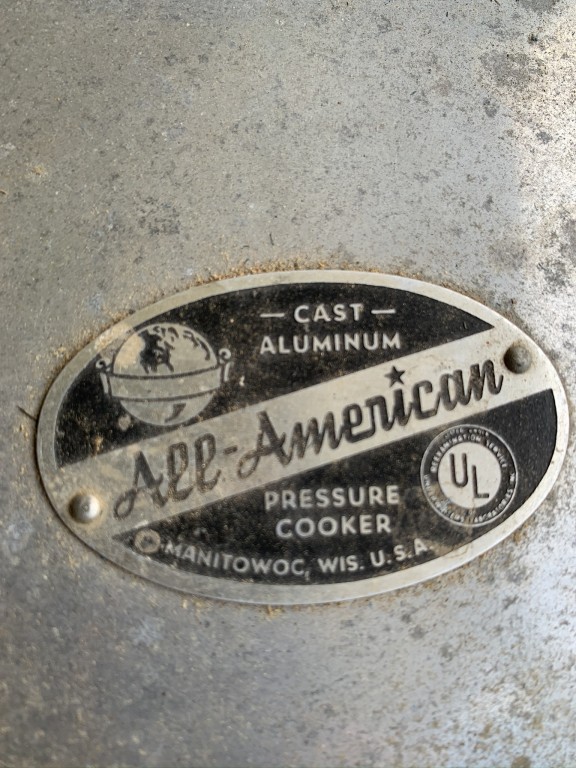 — CAST —
ALUMINUM
All-American
PRESSURE
COOKER
UL
MANITOWOC, WIS. U.S.A.